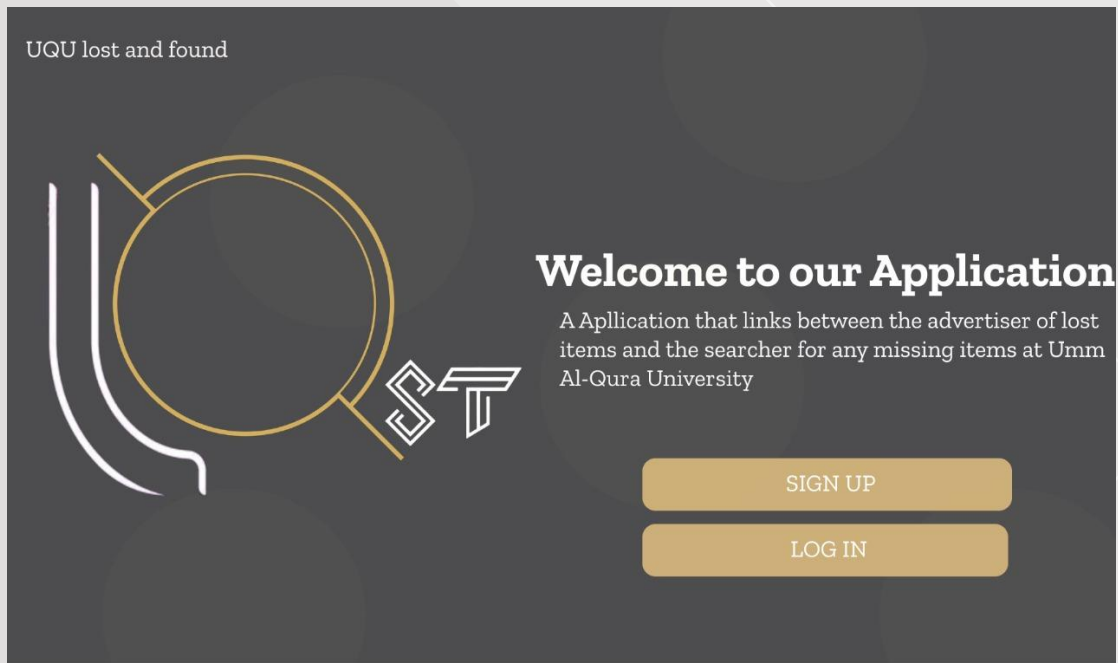 UQU lost and found
LOST
Welcome to our Application
A Apllication that links between the advertiser of lost
items and the searcher for any missing items at Umm
Al-Qura University
SIGN UP
LOG IN